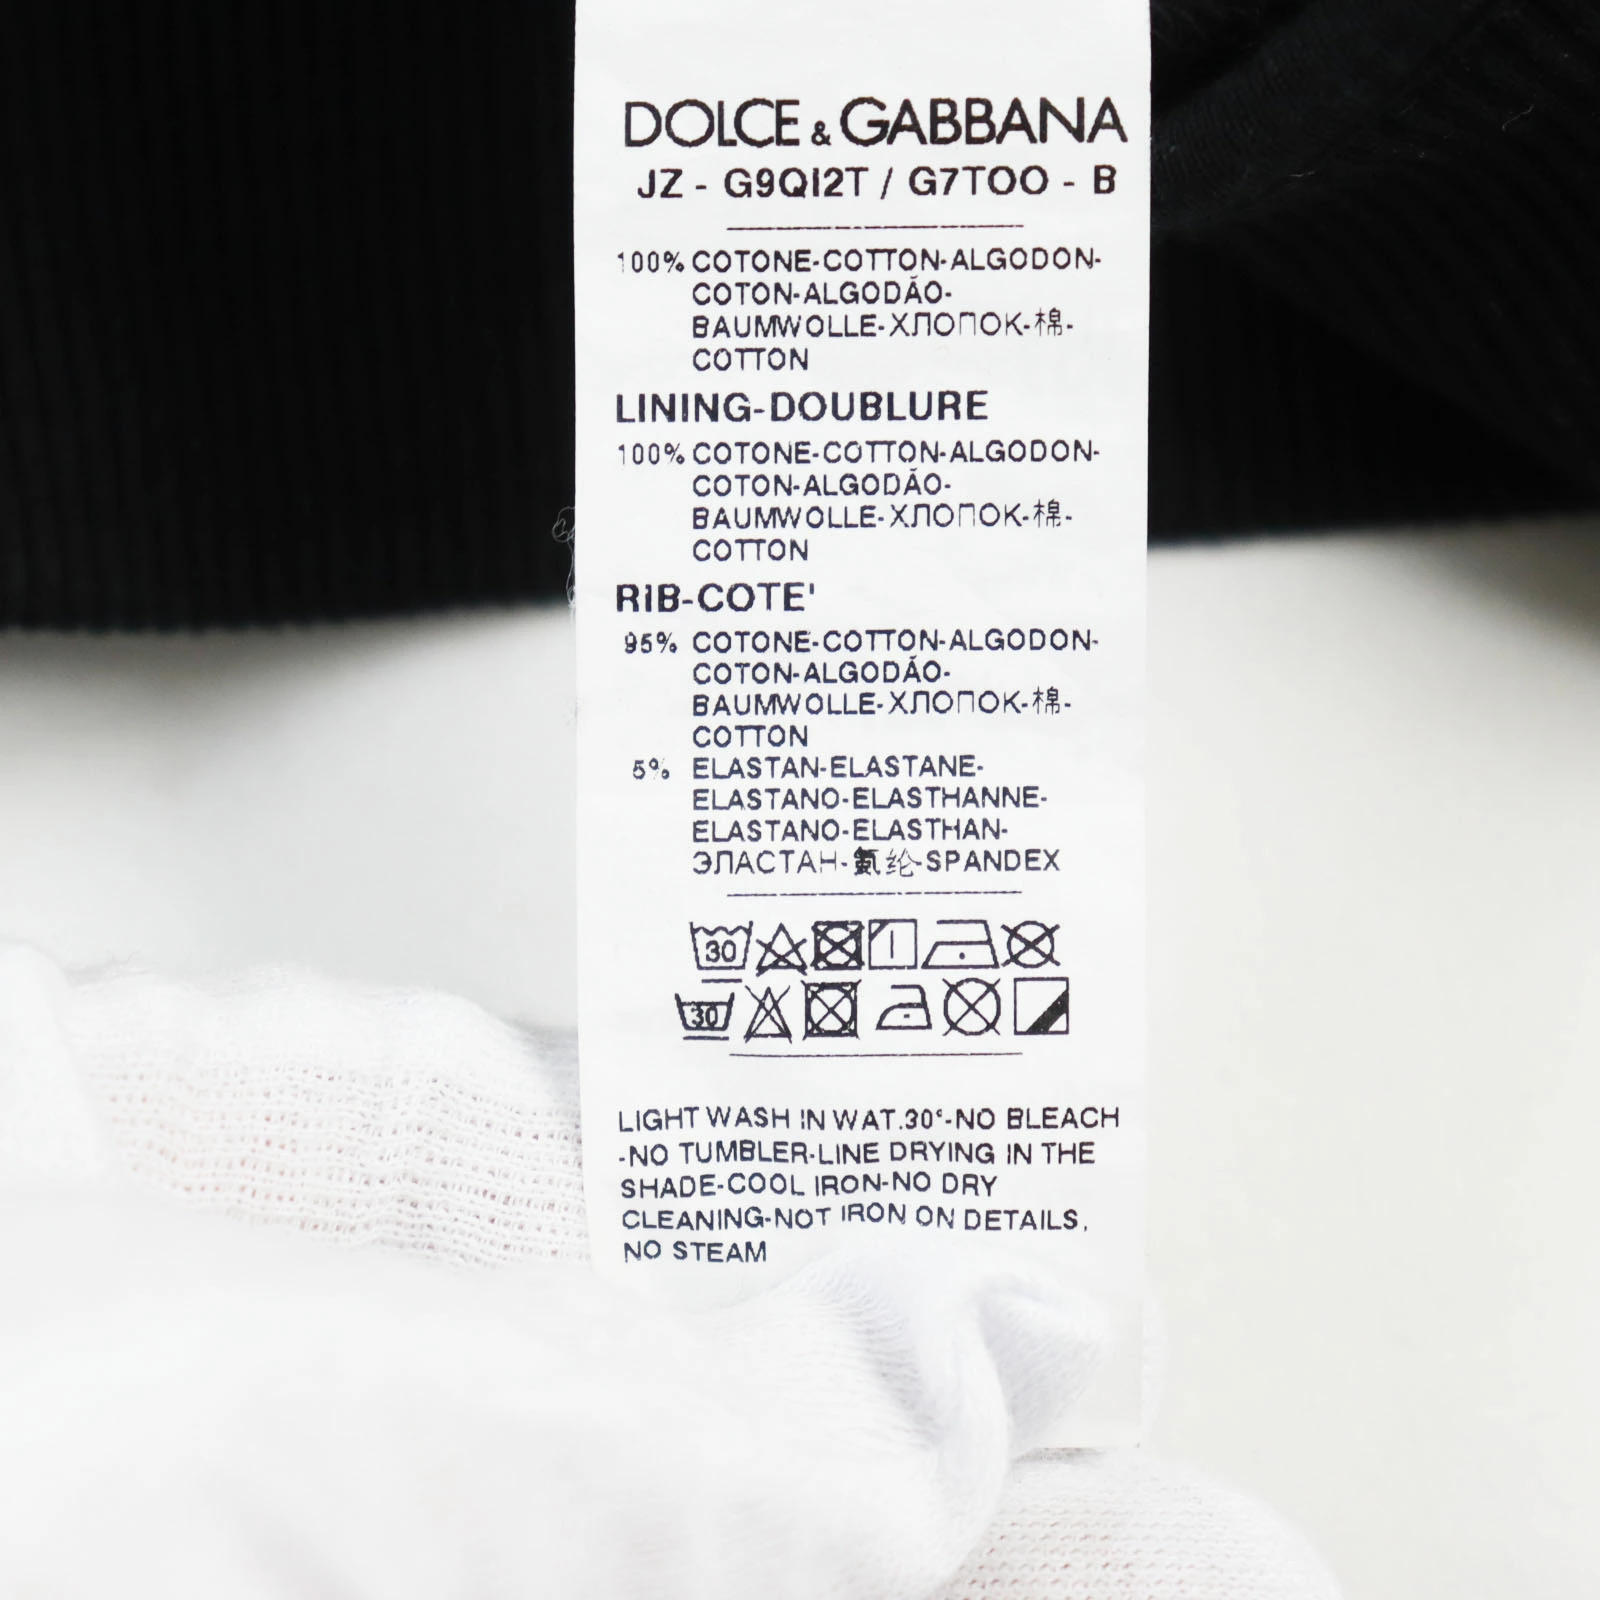 DOLCE & GABBANA
JZ - G9QI2T / G7TOO - B
100% COTONE-COTTON-ALGODON-
COTON-ALGODÃO-
BAUMWOLLE-ХЛОПОК-棉-
COTTON
LINING-DOUBLURE
100% COTONE-COTTON-ALGODON-
COTON-ALGODÃO-
BAUMWOLLE-ХЛОПОК-棉-
COTTON
RIB-COTE'
95% COTONE-COTTON-ALGODON-
COTON-ALGODÃO-
BAUMWOLLE-ХЛОПОК-棉-
COTTON
5% ELASTAN-ELASTANE-
ELASTANO-ELASTHANNE-
ELASTANO-ELASTHAN-
ЭЛАСТАН-氨纶-SPANDEX
30
30
LIGHT WASH IN WAT.30°-NO BLEACH
-NO TUMBLER-LINE DRYING IN THE
SHADE-COOL IRON-NO DRY
CLEANING-NOT IRON ON DETAILS,
NO STEAM